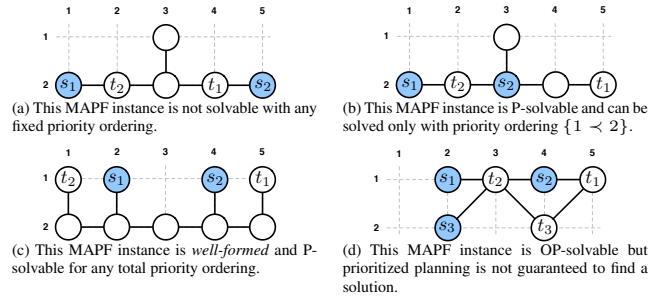 1 2 3 4 5
1
2 s1 t2 t1 s2
(a) This MAPF instance is not solvable with any
fixed priority ordering.
1 2 3 4 5
1
2 s1 t2 s2 t1
(b) This MAPF instance is P-solvable and can be
solved only with priority ordering {1 ≺ 2}.
1 2 3 4 5
1 t2 s1 s2 t1
2
(c) This MAPF instance is well-formed and P-
solvable for any total priority ordering.
1 2 3 4 5
1 s1 t2 s2 t1
2 s3 t3
(d) This MAPF instance is OP-solvable but
prioritized planning is not guaranteed to find a
solution.